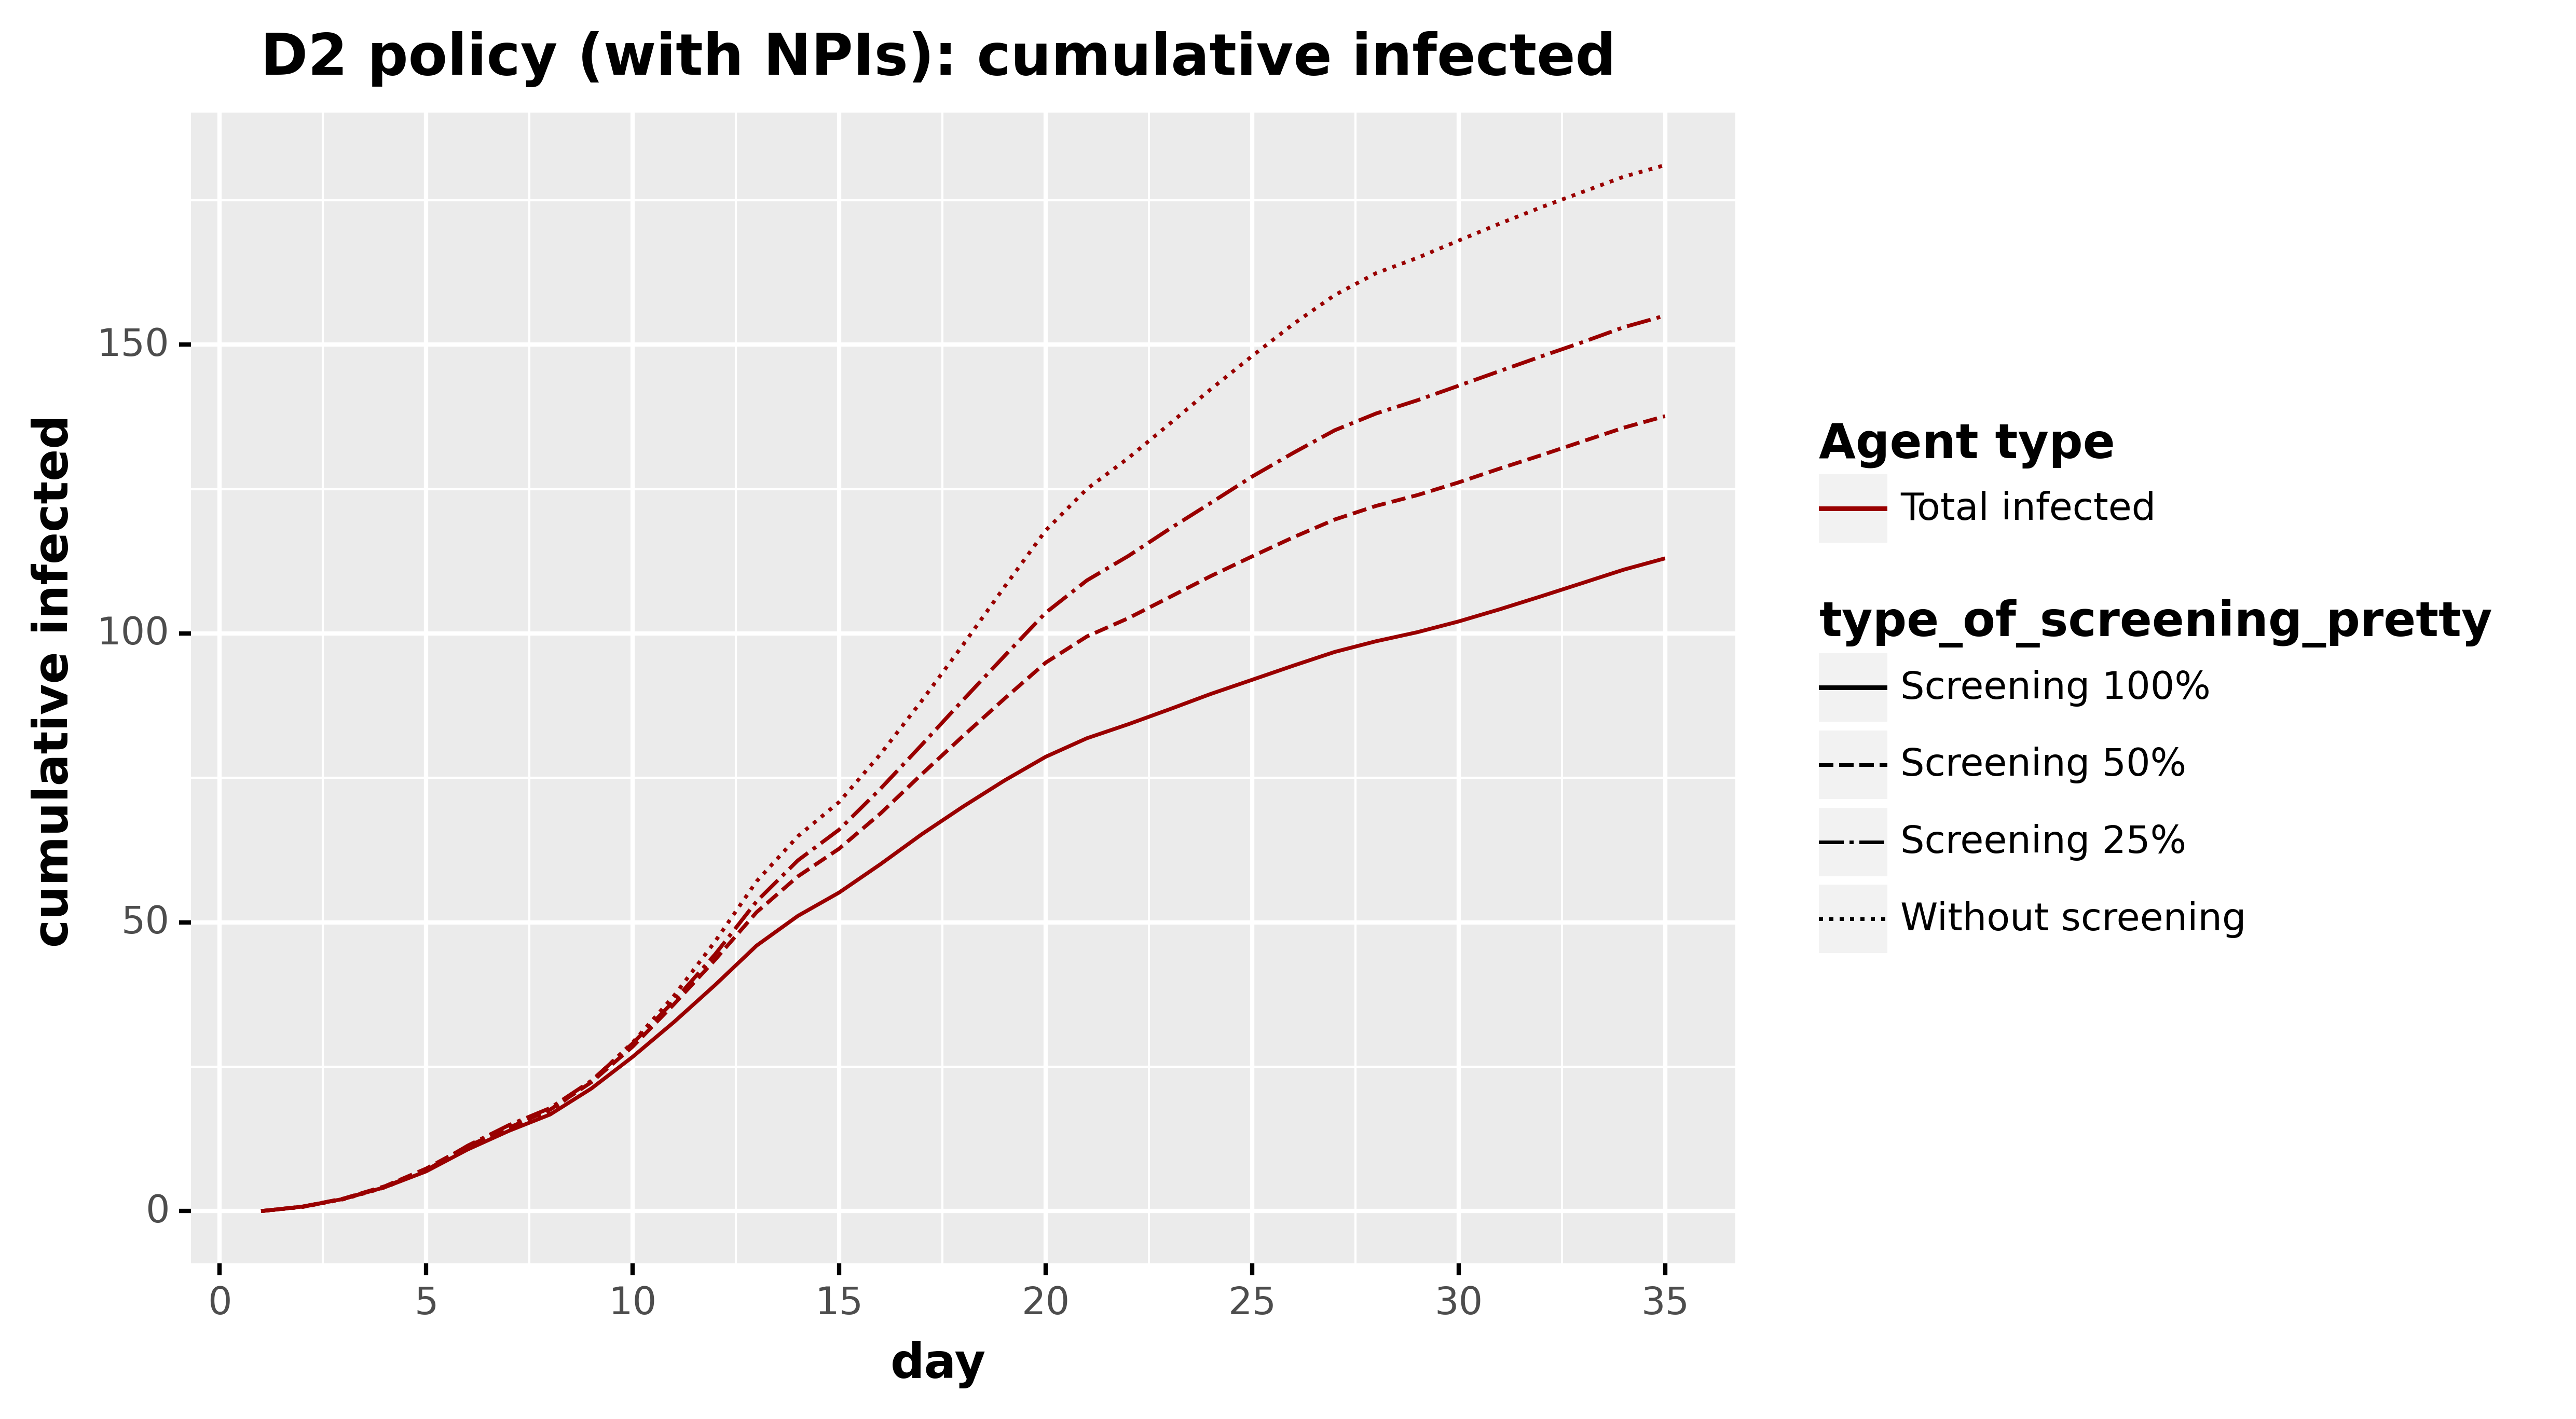 D2 policy (with NPIs): cumulative infected
cumulative infected
150
100
50
0
0 5 10 15 20 25 30 35
day
Agent type
Total infected
type_of_screening_pretty
Screening 100%
Screening 50%
Screening 25%
Without screening